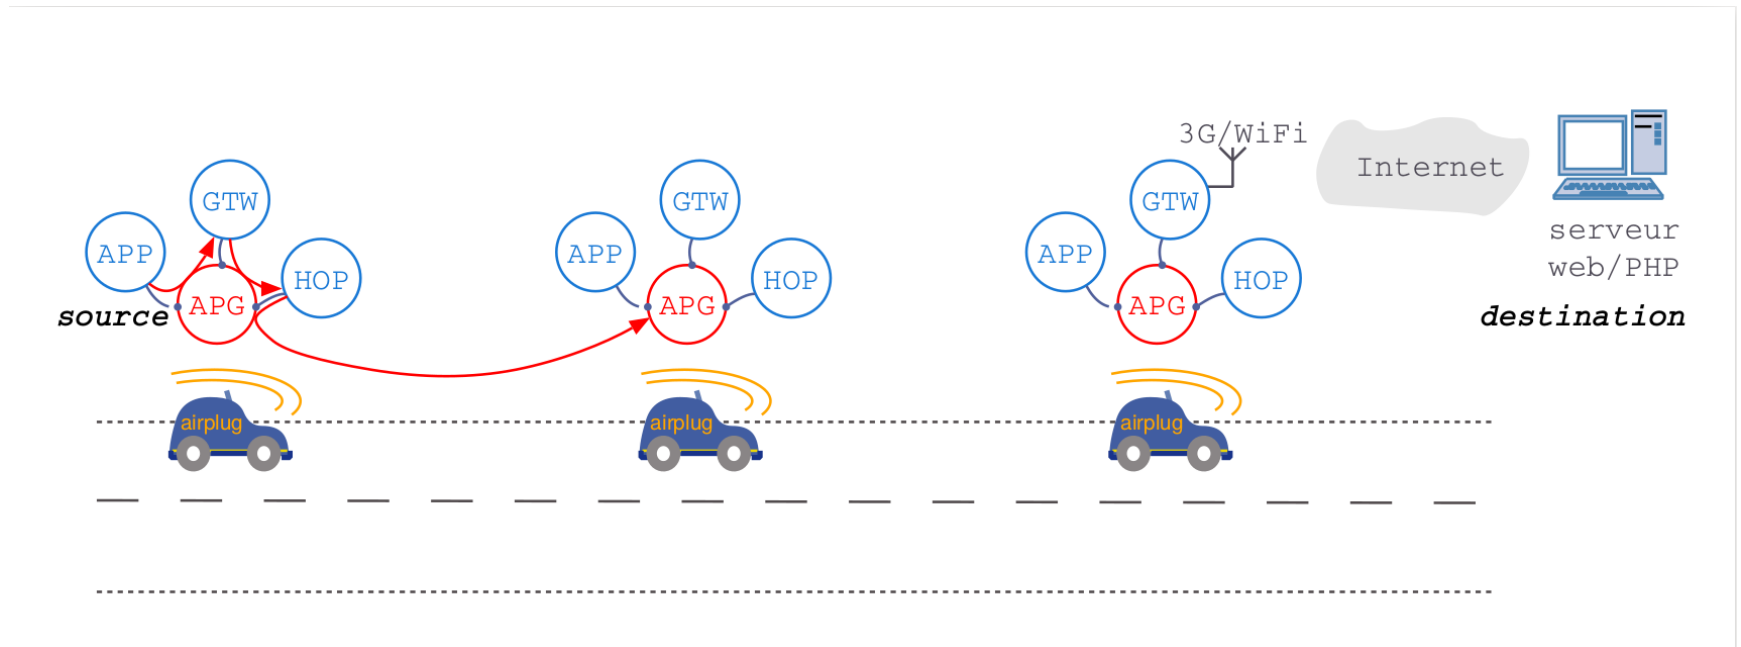 3G/WiFi
Internet
GTW
GTW
GTW
APP
HOP
APP
HOP
APP
HOP
serveur
web/PHP
APG
APG
APG
source
destination
airplug
airplug
airplug